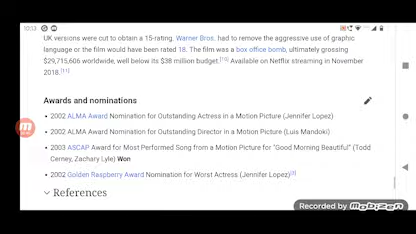 10:13
UK versions were cut to obtain a 15-rating. Warner Bros. had to remove the aggressive use of graphic
language or the film would have been rated 18. The film was a box office bomb, ultimately grossing
$29,715,606 worldwide, well below its $38 million budget.[10] Available on Netflix streaming in November
2018.[11]
Awards and nominations
• 2002 ALMA Award Nomination for Outstanding Actress in a Motion Picture (Jennifer Lopez)
• 2002 ALMA Award Nomination for Outstanding Director in a Motion Picture (Luis Mandoki)
• 2003 ASCAP Award for Most Performed Song from a Motion Picture for "Good Morning Beautiful" (Todd
Cerney, Zachary Lyle) Won
• 2002 Golden Raspberry Award Nomination for Worst Actress (Jennifer Lopez)[3]
References
Recorded by Mobizen